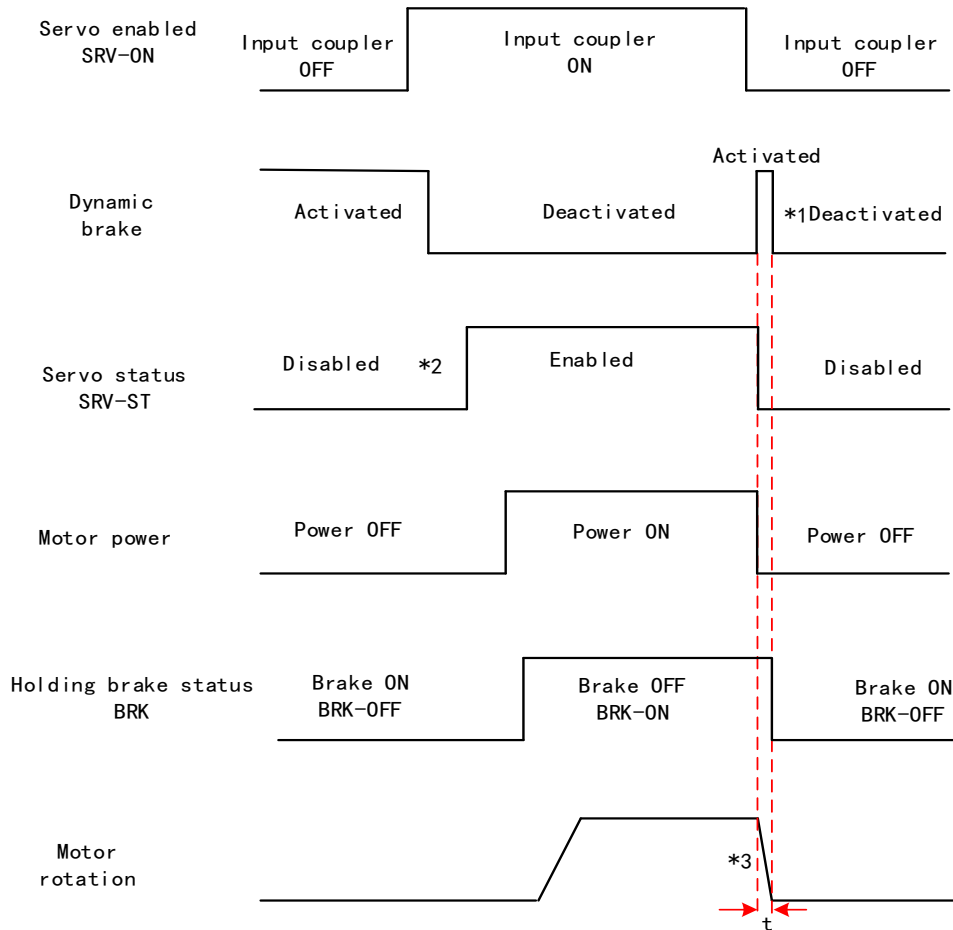 Servo enabled
SRV-ON
Input coupler
OFF
Input coupler
ON
Input coupler
OFF
Dynamic
brake
Activated
Deactivated
Activated
*1Deactivated
Servo status
SRV-ST
Disabled
*2
Enabled
Disabled
Motor power
Power OFF
Power ON
Power OFF
Holding brake status
BRK
Brake ON
BRK-OFF
Brake OFF
BRK-ON
Brake ON
BRK-OFF
Motor
rotation
*3
t